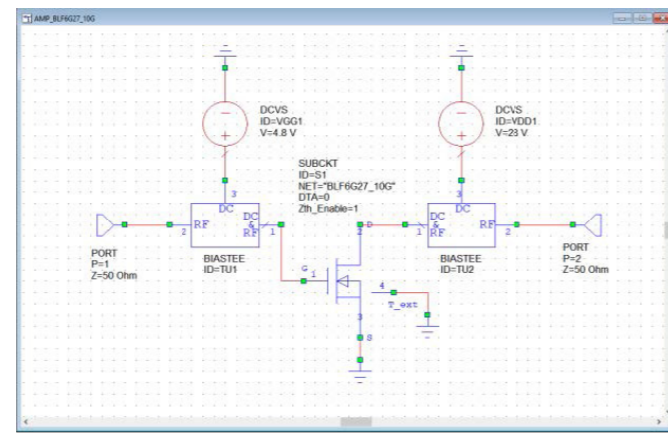 AMP_BLF6G27_10G
DCVS
ID=VGG1
V=4.8 V
DCVS
ID=VDD1
V=28 V
SUBCKT
ID=S1
NET="BLF6G27_10G"
DTA=0
Zth_Enable=1
3
DC
RF
DC
&
RF
2
1
PORT
P=1
Z=50 Ohm
BIASTEE
ID=TU1
D
2
3
DC
DC
&
RF
RF
1
2
BIASTEE
ID=TU2
PORT
P=2
Z=50 Ohm
G
1
4
T_ext
3
S